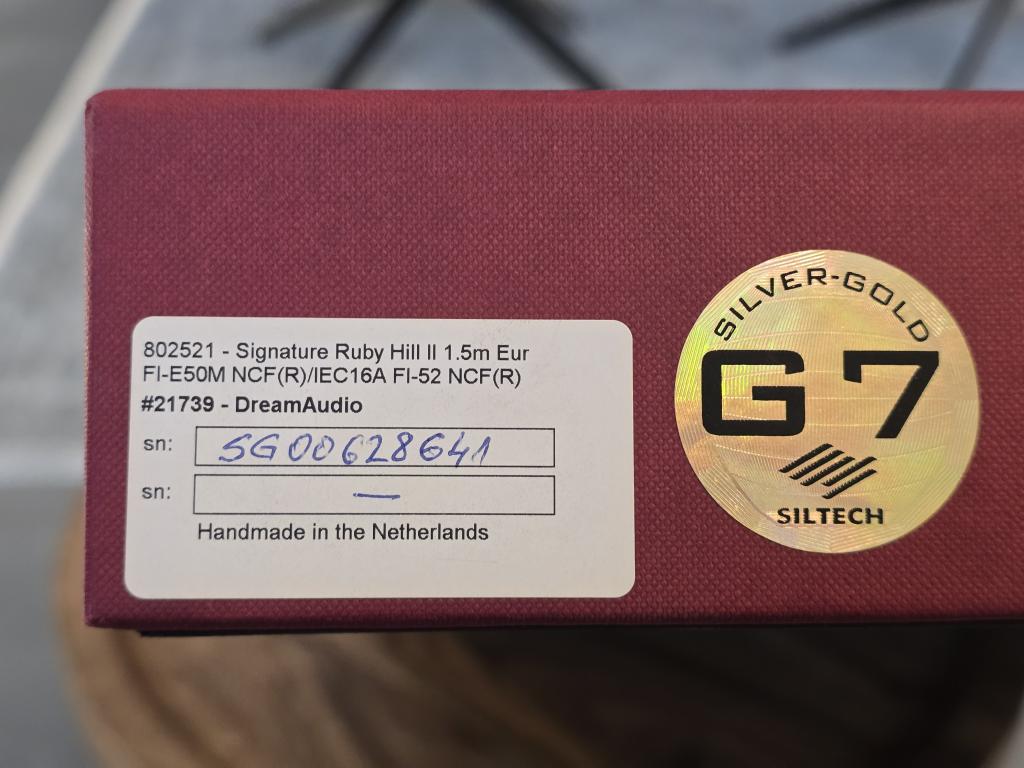 802521 - Signature Ruby Hill II 1.5m Eur
FI-E50M NCF(R)/IEC16A FI-52 NCF(R)
#21739 - DreamAudio
sn: SG00628641
sn: —
Handmade in the Netherlands
SILVER-GOLD
G7
SILTECH